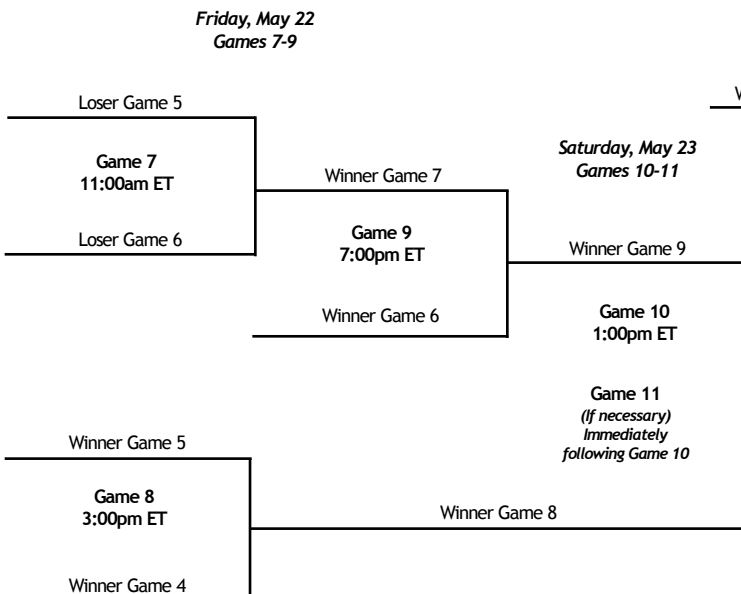 Friday, May 22
Games 7-9
Loser Game 5
Game 7
11:00am ET
Loser Game 6
Winner Game 7
Game 9
7:00pm ET
Winner Game 6
Saturday, May 23
Games 10-11
Winner Game 9
Game 10
1:00pm ET
Game 11
(If necessary)
Immediately
following Game 10
Winner Game 5
Game 8
3:00pm ET
Winner Game 4
Winner Game 8